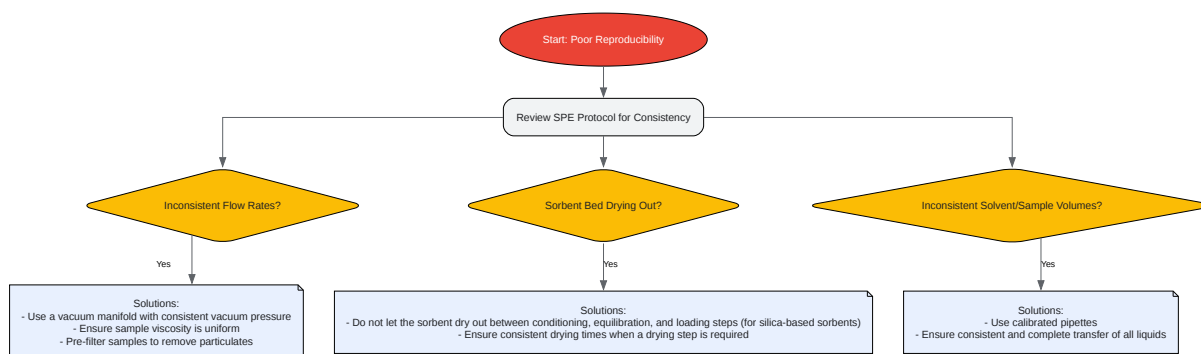 Start: Poor Reproducibility
Review SPE Protocol for Consistency
Inconsistent Flow Rates?
Sorbent Bed Drying Out?
Inconsistent Solvent/Sample Volumes?
Yes
Yes
Yes
Solutions:
- Use a vacuum manifold with consistent vacuum pressure
- Ensure sample viscosity is uniform
- Pre-filter samples to remove particulates
Solutions:
- Do not let the sorbent dry out between conditioning, equilibration, and loading steps (for silica-based sorbents)
- Ensure consistent drying times when a drying step is required
Solutions:
- Use calibrated pipettes
- Ensure consistent and complete transfer of all liquids